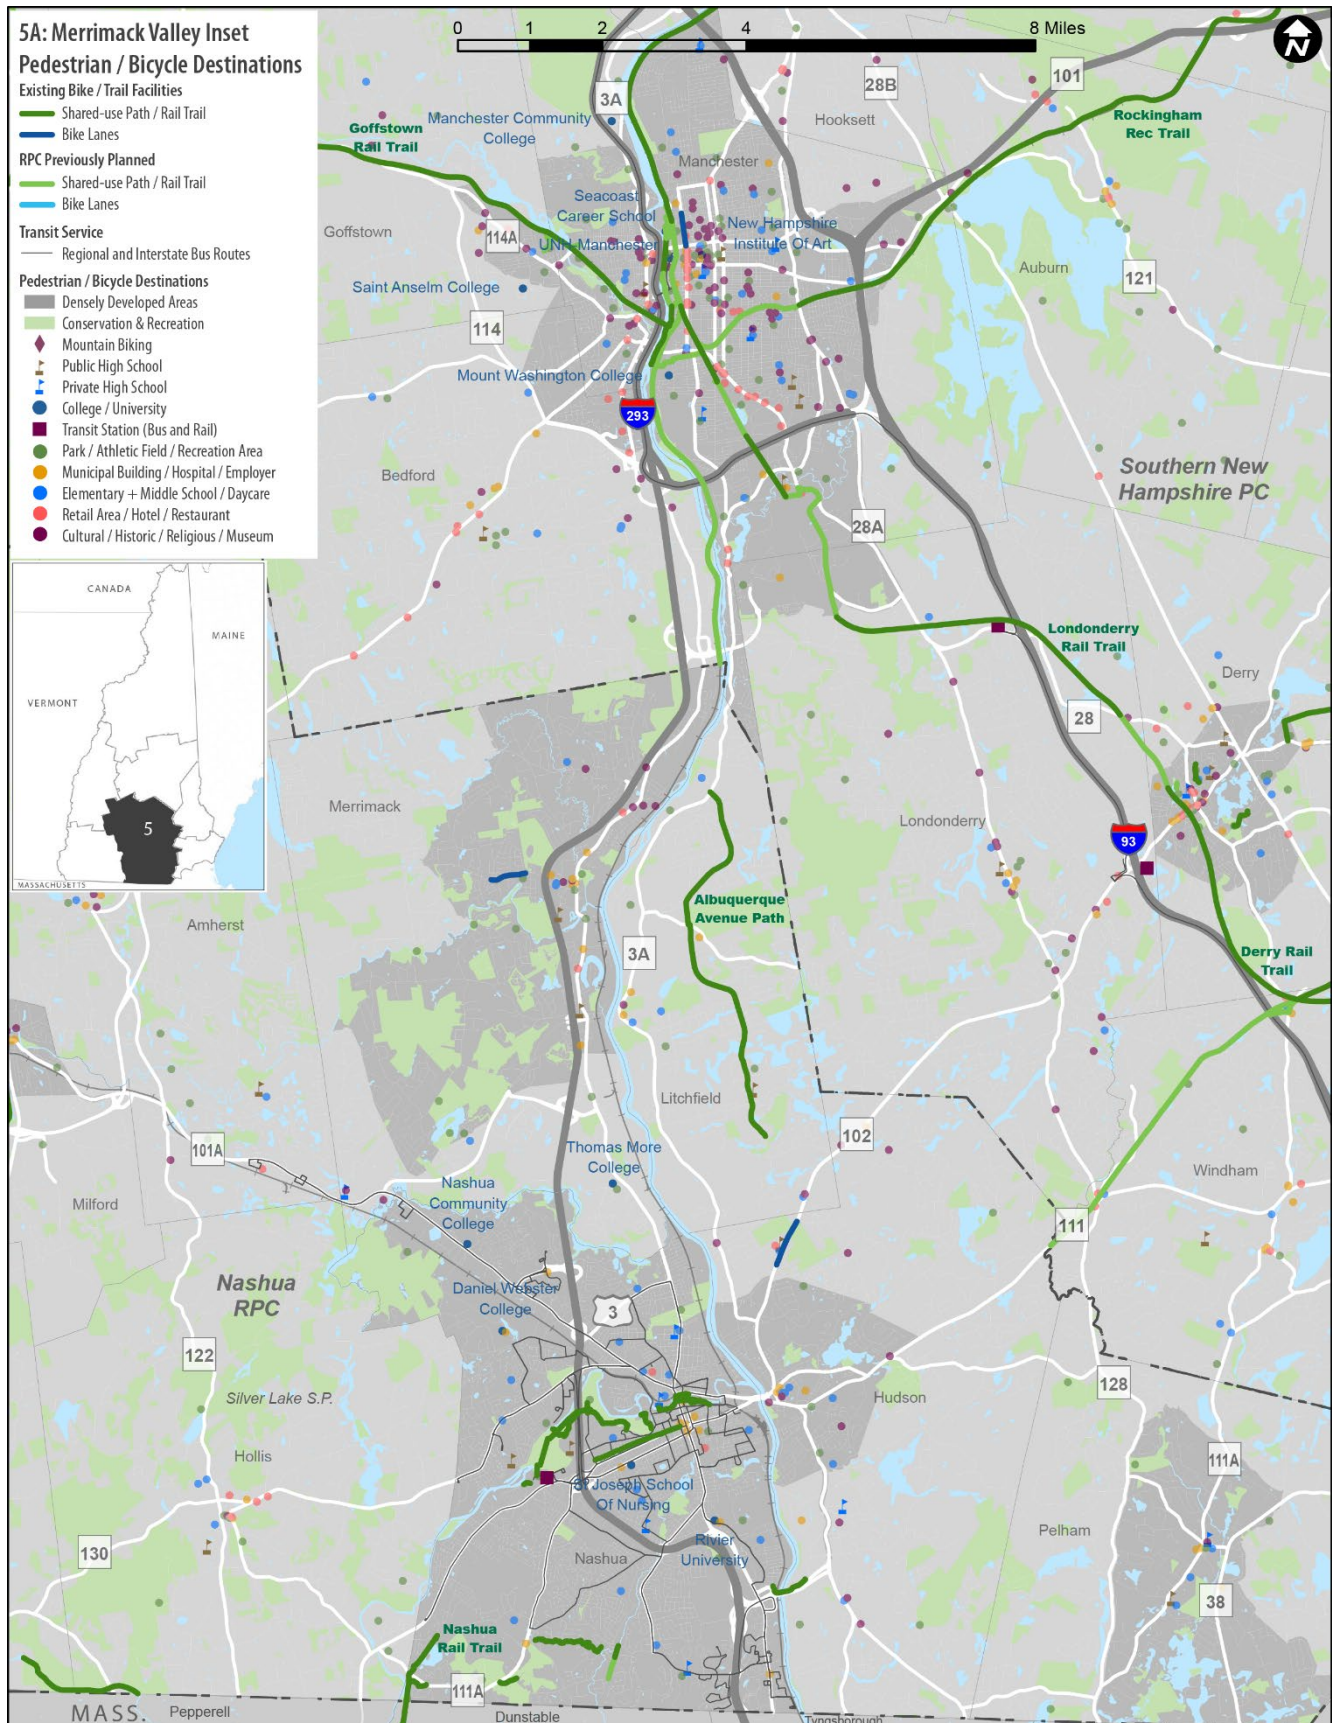 5A: Merrimack Valley Inset
Pedestrian / Bicycle Destinations
Existing Bike / Trail Facilities
Shared-use Path / Rail Trail
Bike Lanes
RPC Previously Planned
Shared-use Path / Rail Trail
Bike Lanes
Transit Service
Regional and Interstate Bus Routes
Pedestrian / Bicycle Destinations
Densely Developed Areas
Conservation & Recreation
Mountain Biking
Public High School
Private High School
College / University
Transit Station (Bus and Rail)
Park / Athletic Field / Recreation Area
Municipal Building / Hospital / Employer
Elementary + Middle School / Daycare
Retail Area / Hotel / Restaurant
Cultural / Historic / Religious / Museum
CANADA
MAINE
VERMONT
5
MASSACHUSETTS
0 1 2 4 8 Miles
N
3A
28B
101
Manchester Community
College
Goffstown
Rail Trail
Hooksett
Rockingham
Rec Trail
Manchester
Seacoast
Career School
New Hampshire
Institute Of Art
Goffstown
114A
UNH-Manchester
Auburn
121
Saint Anselm College
114
Mount Washington College
293
Bedford
Southern New
Hampshire PC
28A
Londonderry
Rail Trail
Derry
28
Merrimack
Londonderry
93
Albuquerque
Avenue Path
Amherst
3A
Derry Rail
Trail
Litchfield
102
101A
Thomas More
College
Windham
Milford
Nashua
Community
College
111
Nashua
RPC
Daniel Webster
College
3
122
128
Silver Lake S.P.
Hudson
Hollis
111A
St Joseph School
Of Nursing
130
Nashua
Rivier
University
Pelham
38
Nashua
Rail Trail
111A
MASS.
Pepperell
Dunstable
Tyngsborough